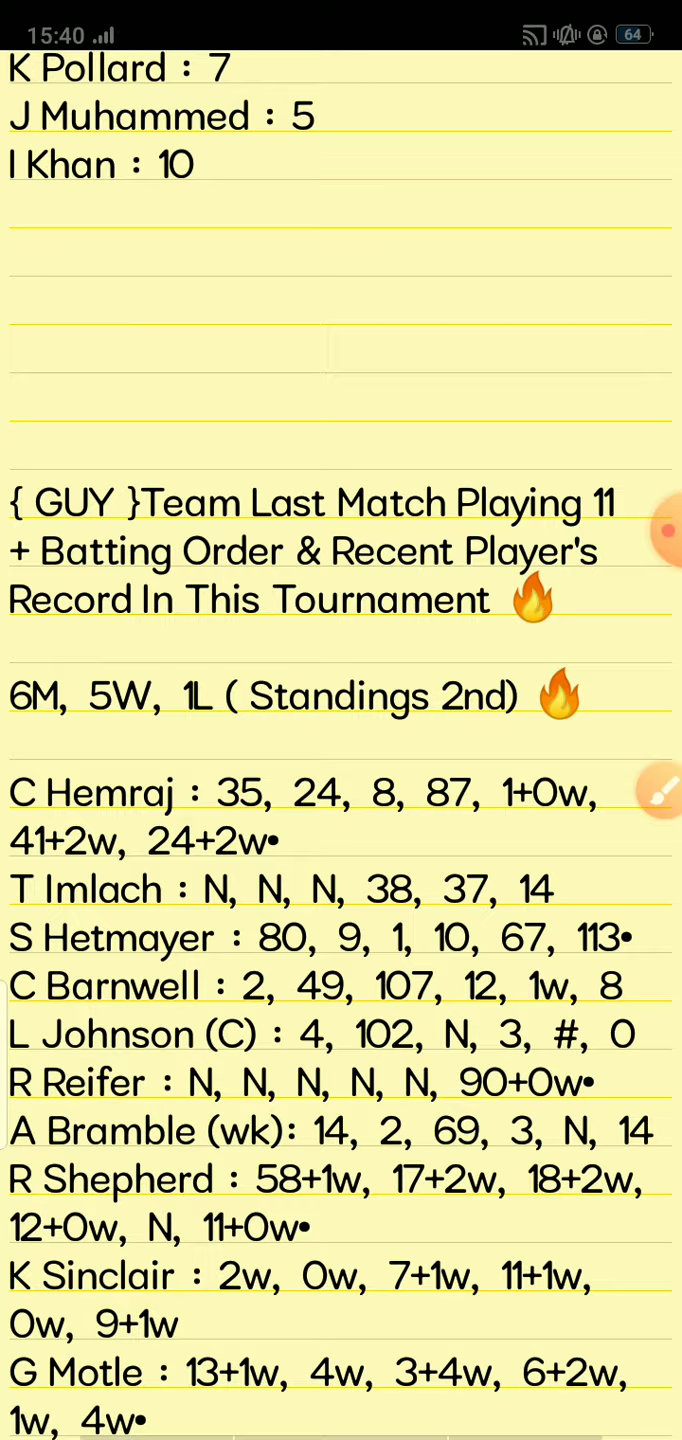 15:40
64
K Pollard : 7
J Muhammed : 5
I Khan : 10
{ GUY }Team Last Match Playing 11
+ Batting Order & Recent Player's
Record In This Tournament 🔥
6M, 5W, 1L ( Standings 2nd) 🔥
C Hemraj : 35, 24, 8, 87, 1+0w,
41+2w, 24+2w•
T Imlach : N, N, N, 38, 37, 14
S Hetmayer : 80, 9, 1, 10, 67, 113•
C Barnwell : 2, 49, 107, 12, 1w, 8
L Johnson (C) : 4, 102, N, 3, #, 0
R Reifer : N, N, N, N, N, 90+0w•
A Bramble (wk): 14, 2, 69, 3, N, 14
R Shepherd : 58+1w, 17+2w, 18+2w,
12+0w, N, 11+0w•
K Sinclair : 2w, 0w, 7+1w, 11+1w,
0w, 9+1w
G Motle : 13+1w, 4w, 3+4w, 6+2w,
1w, 4w•